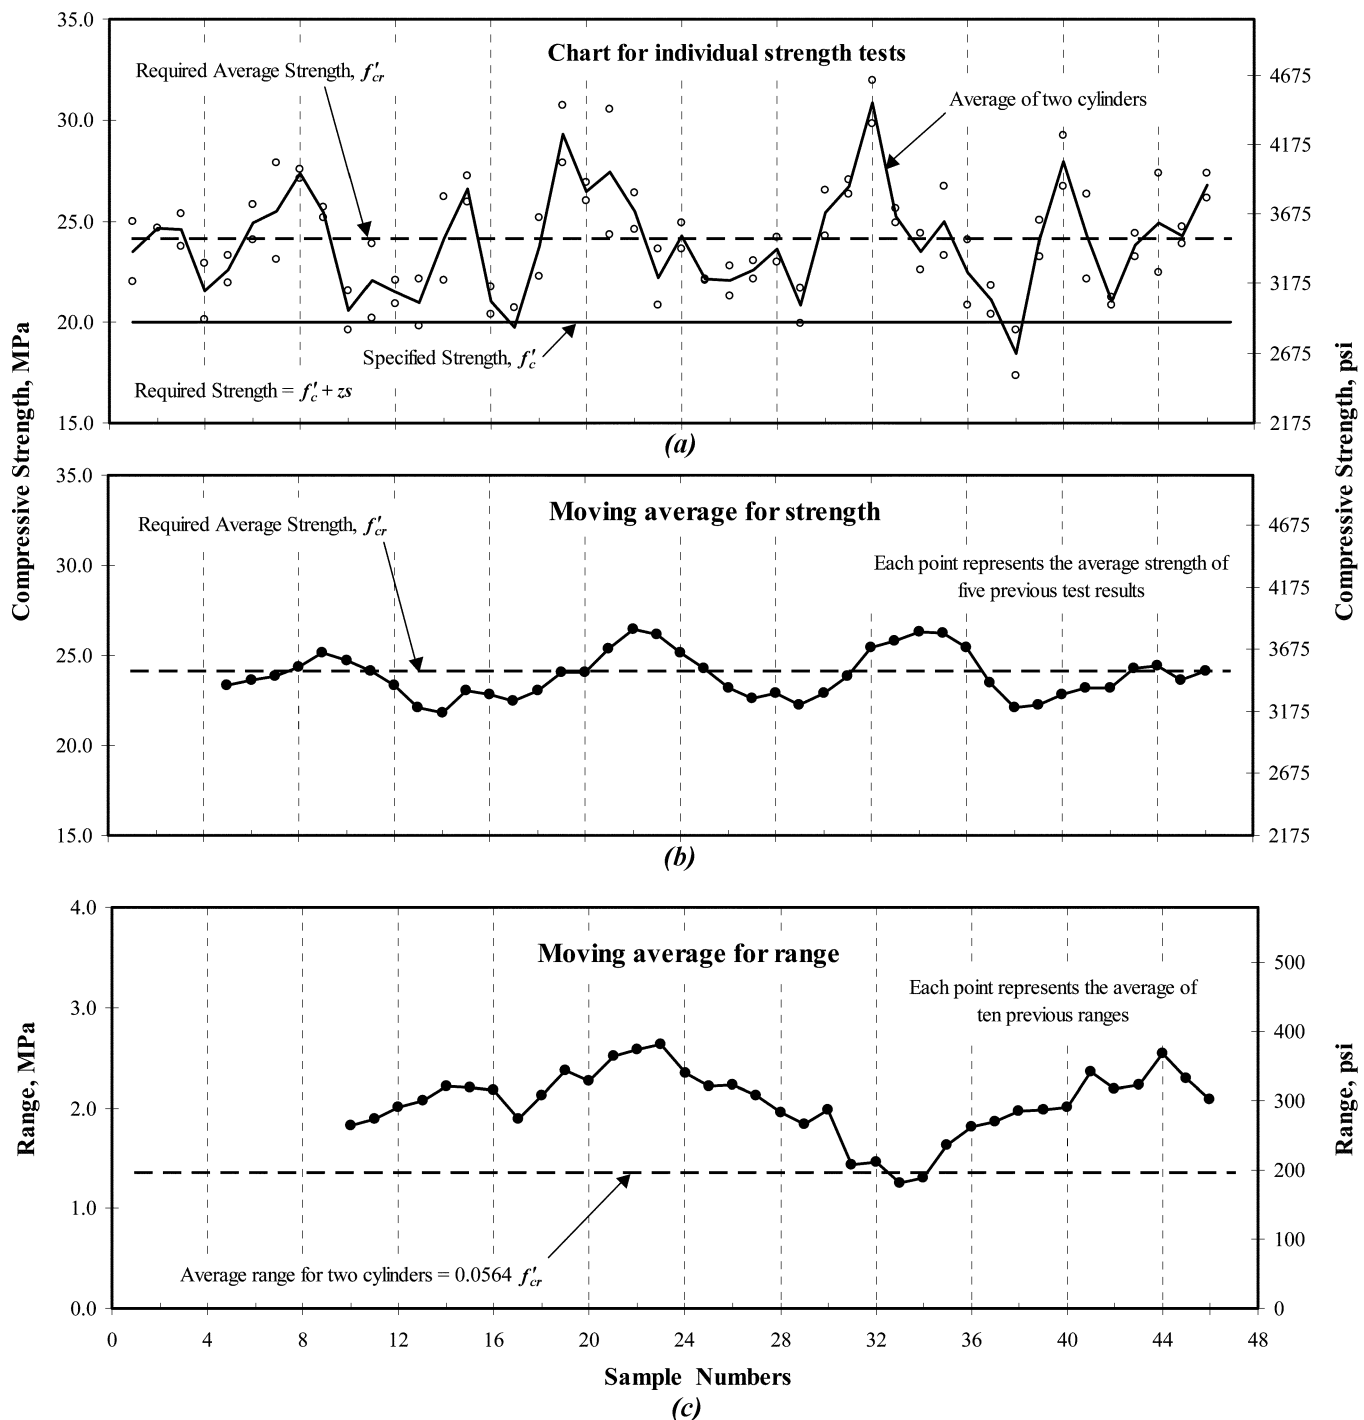 Chart for individual strength tests
Required Average Strength, f'cr
Average of two cylinders
Specified Strength, f'c
Required Strength = f'c + zs
35.0
30.0
25.0
20.0
15.0
4675
4175
3675
3175
2675
2175
(a)
Compressive Strength, MPa
Compressive Strength, psi
Moving average for strength
Required Average Strength, f'cr
Each point represents the average strength of
five previous test results
35.0
30.0
25.0
20.0
15.0
4675
4175
3675
3175
2675
2175
(b)
Moving average for range
Each point represents the average of
ten previous ranges
Average range for two cylinders = 0.0564 f'cr
4.0
3.0
2.0
1.0
0.0
Range, MPa
500
400
300
200
100
0
Range, psi
0 4 8 12 16 20 24 28 32 36 40 44 48
Sample Numbers
(c)